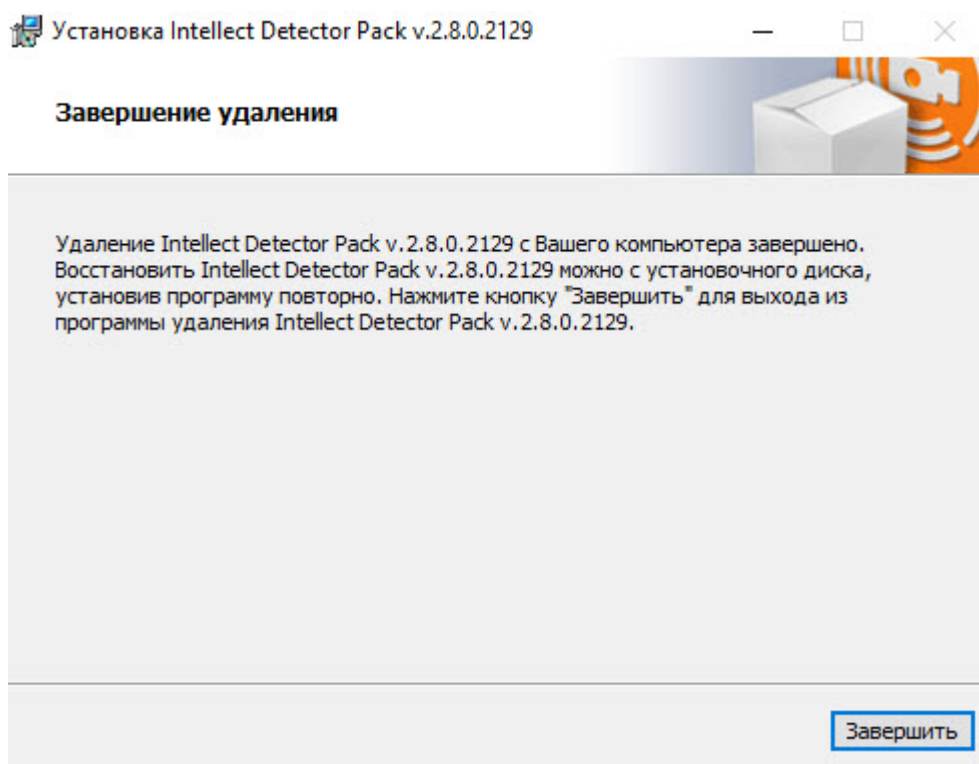 Установка Intellect Detector Pack v.2.8.0.2129
Завершение удаления
Удаление Intellect Detector Pack v.2.8.0.2129 с Вашего компьютера завершено.
Восстановить Intellect Detector Pack v.2.8.0.2129 можно с установочного диска,
установив программу повторно. Нажмите кнопку "Завершить" для выхода из
программы удаления Intellect Detector Pack v.2.8.0.2129.
Завершить